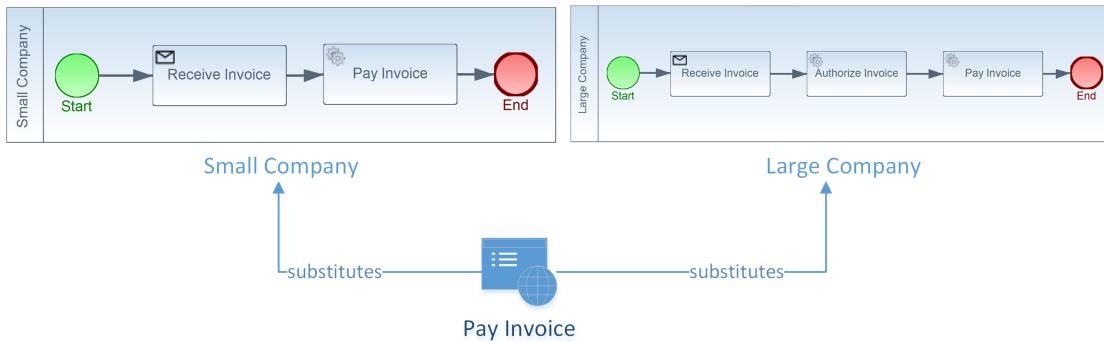 Small Company
Receive Invoice
Pay Invoice
Start
End
Large Company
Receive Invoice
Authorize Invoice
Pay Invoice
Start
End
Small Company
Large Company
substitutes
substitutes
Pay Invoice